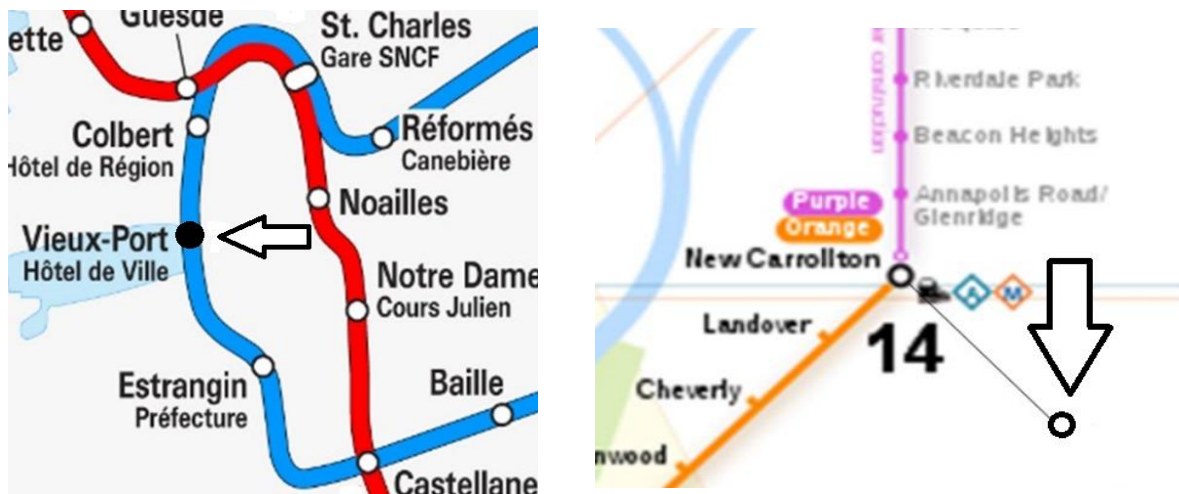 Guesde
ette
St. Charles
Gare SNCF
Colbert
Hôtel de Région
Réformés
Canebière
Noailles
Vieux-Port
Hôtel de Ville
Notre Dame
Cours Julien
Estrangin
Préfecture
Baille
Castellane
Riverdale Park
Beacon Heights
Annapolis Road/
Glenridge
Purple
Orange
New Carrollton
A
M
Landover
14
Cheverly
nwood